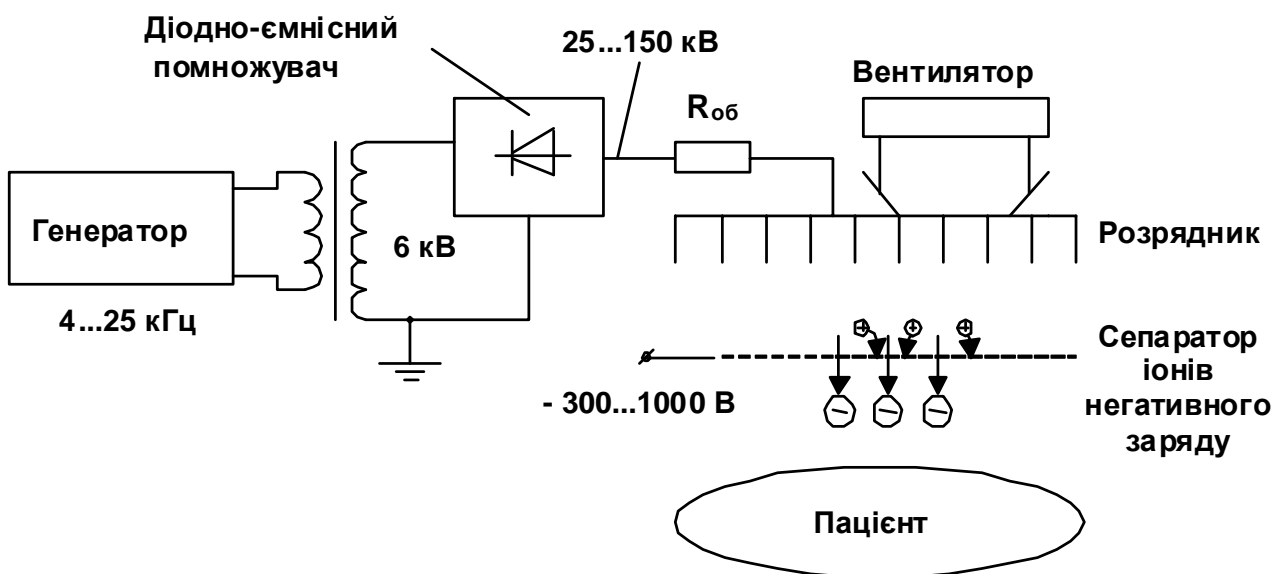 Діодно-ємнісний
помножувач
25...150 кВ
Вентилятор
Rоб
Генератор
6 кВ
Розрядник
4...25 кГц
Сепаратор
іонів
негативного
заряду
- 300...1000 В
Пацієнт